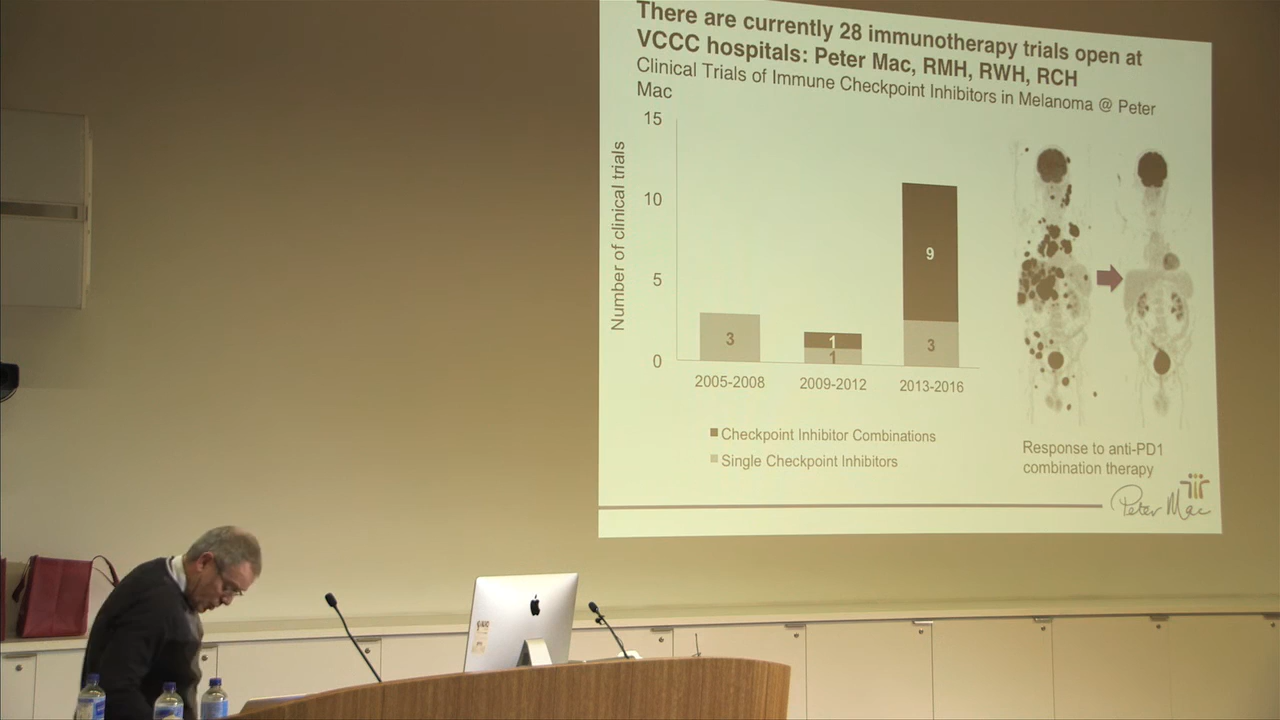 There are currently 28 immunotherapy trials open at
VCCC hospitals: Peter Mac, RMH, RWH, RCH
Clinical Trials of Immune Checkpoint Inhibitors in Melanoma @ Peter
Mac
Number of clinical trials
15
10
5
0
3
1
1
9
3
2005-2008
2009-2012
2013-2016
Checkpoint Inhibitor Combinations
Single Checkpoint Inhibitors
Response to anti-PD1
combination therapy
Peter Mac